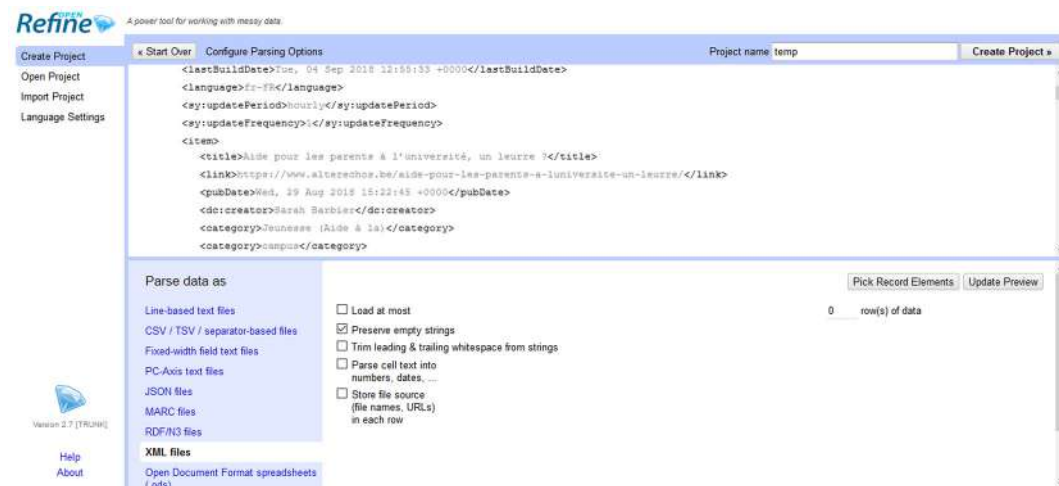 OPEN
Refine
A power tool for working with messy data.
Create Project
Open Project
Import Project
Language Settings
« Start Over Configure Parsing Options Project name temp Create Project »
<lastBuildDate>Tue, 04 Sep 2018 12:55:33 +0000</lastBuildDate>
<language>fr-FR</language>
<sy:updatePeriod>hourly</sy:updatePeriod>
<sy:updateFrequency>1</sy:updateFrequency>
<item>
<title>Aide pour les parents à l'université, un leurre ?</title>
<link>https://www.alterechos.be/aide-pour-les-parents-a-luniversite-un-leurre/</link>
<pubDate>Wed, 29 Aug 2018 15:22:45 +0000</pubDate>
<dc:creator>Sarah Barbier</dc:creator>
<category>Jeunesse (Aide à la)</category>
<category>campus</category>
Parse data as
Pick Record Elements Update Preview
Line-based text files
CSV / TSV / separator-based files
Fixed-width field text files
PC-Axis text files
JSON files
MARC files
RDF/N3 files
XML files
Open Document Format spreadsheets
(.ods)
Load at most 0 row(s) of data
Preserve empty strings
Trim leading & trailing whitespace from strings
Parse cell text into
numbers, dates, ...
Store file source
(file names, URLs)
in each row
Version 2.7 [TRUNK]
Help
About